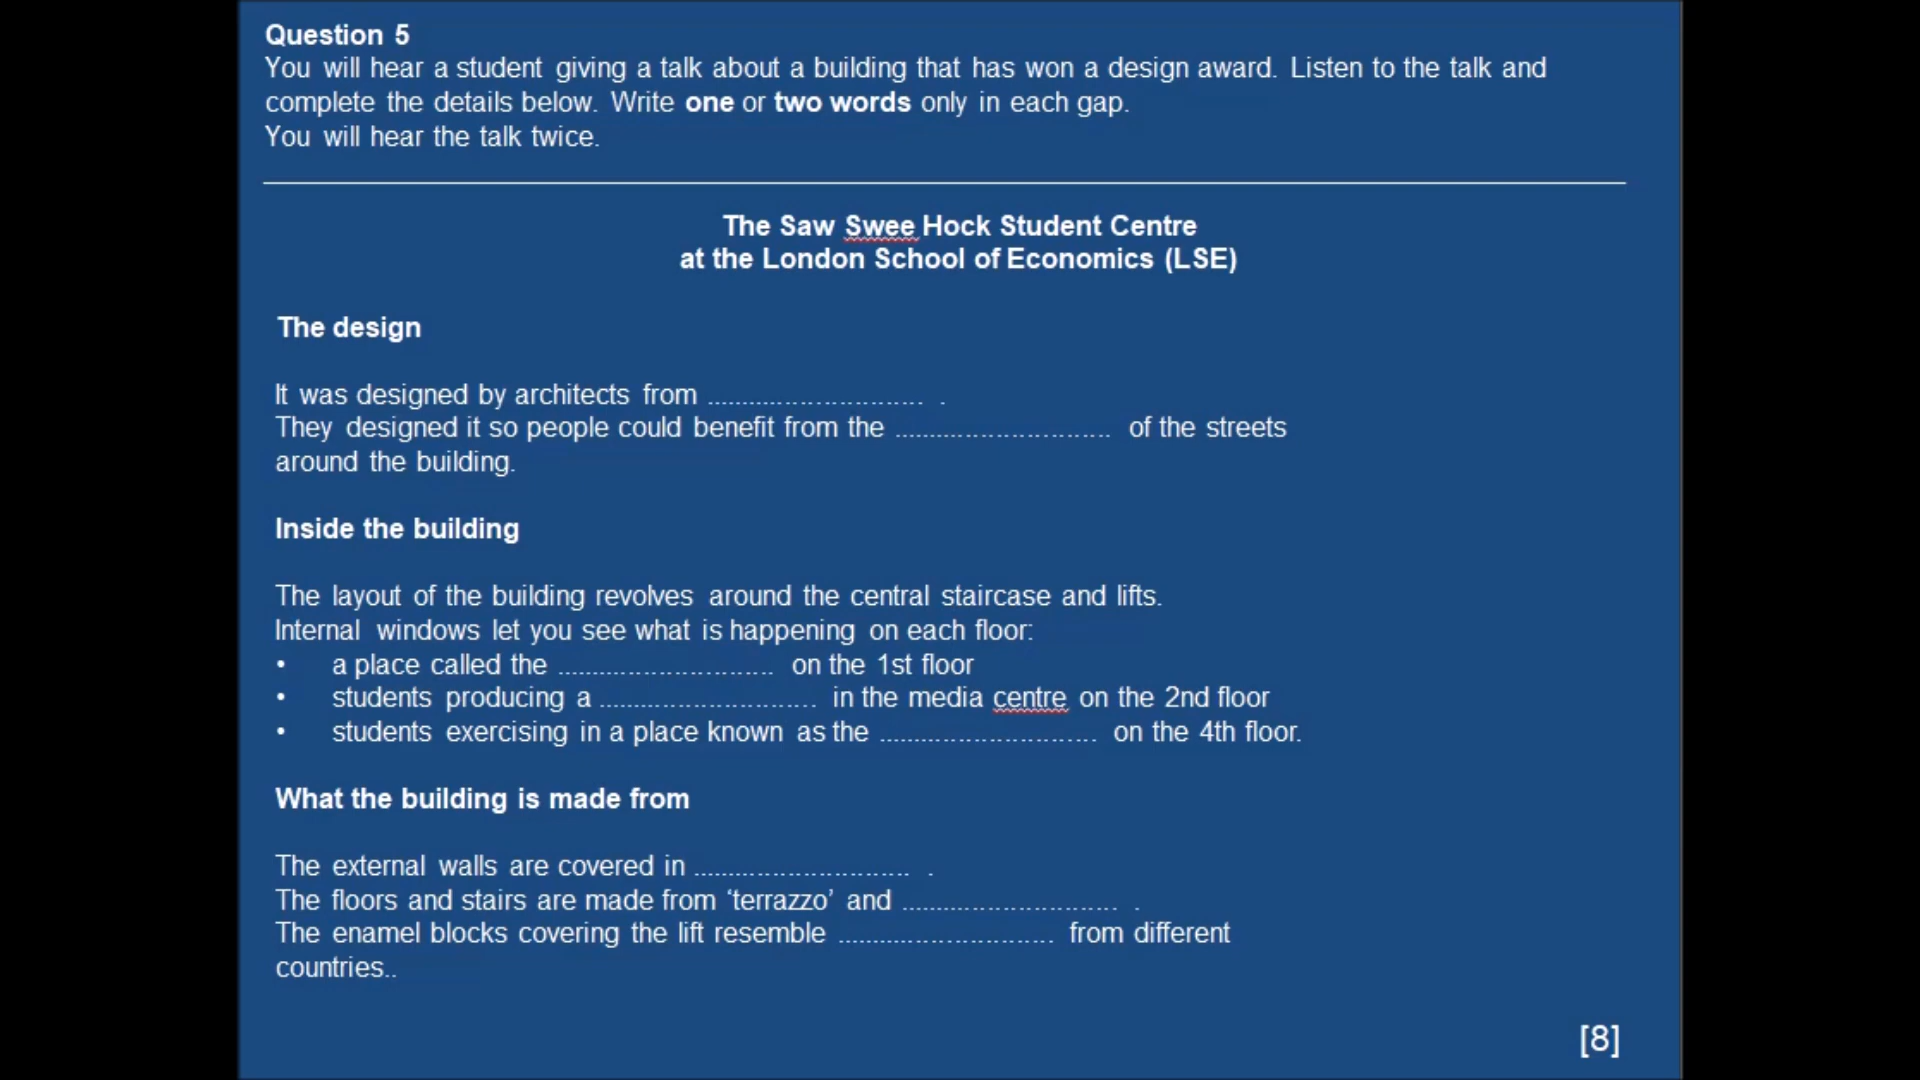 Question 5
You will hear a student giving a talk about a building that has won a design award. Listen to the talk and
complete the details below. Write one or two words only in each gap.
You will hear the talk twice.
The Saw Swee Hock Student Centre
at the London School of Economics (LSE)
The design
It was designed by architects from .............................. .
They designed it so people could benefit from the .............................. of the streets
around the building.
Inside the building
The layout of the building revolves around the central staircase and lifts.
Internal windows let you see what is happening on each floor:
• a place called the .............................. on the 1st floor
• students producing a .............................. in the media centre on the 2nd floor
• students exercising in a place known as the .............................. on the 4th floor.
What the building is made from
The external walls are covered in .............................. .
The floors and stairs are made from ‘terrazzo’ and .............................. .
The enamel blocks covering the lift resemble .............................. from different
countries..
[8]